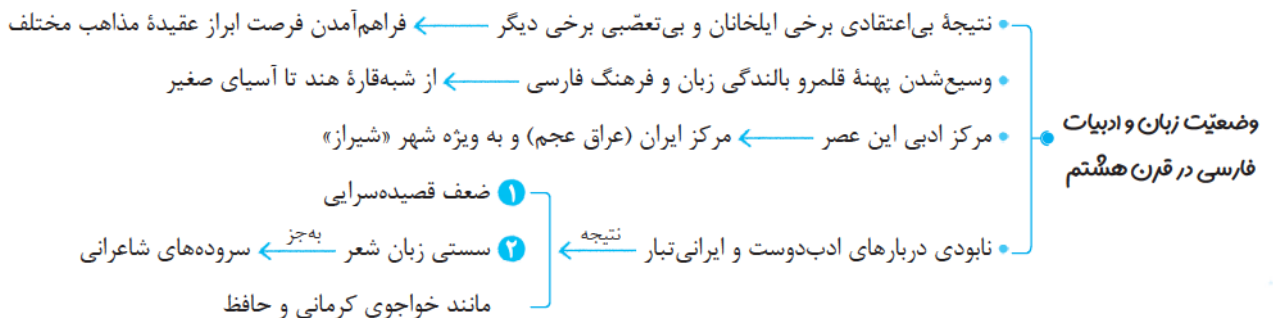 وضعیّت زبان و ادبیات
فارسی در قرن هشتم
نتیجهٔ بی‌اعتقادی برخی ایلخانان و بی‌تعصّبی برخی دیگر ← فراهم‌آمدن فرصت ابراز عقیدهٔ مذاهب مختلف
وسیع‌شدن پهنهٔ قلمرو بالندگی زبان و فرهنگ فارسی ← از شبه‌قارهٔ هند تا آسیای صغیر
مرکز ادبی این عصر ← مرکز ایران (عراق عجم) و به ویژه شهر «شیراز»
نابودی دربارهای ادب‌دوست و ایرانی‌تبار ← نتیجه
۱ ضعف قصیده‌سرایی
۲ سستی زبان شعر ← به‌جز سروده‌های شاعرانی
مانند خواجوی کرمانی و حافظ